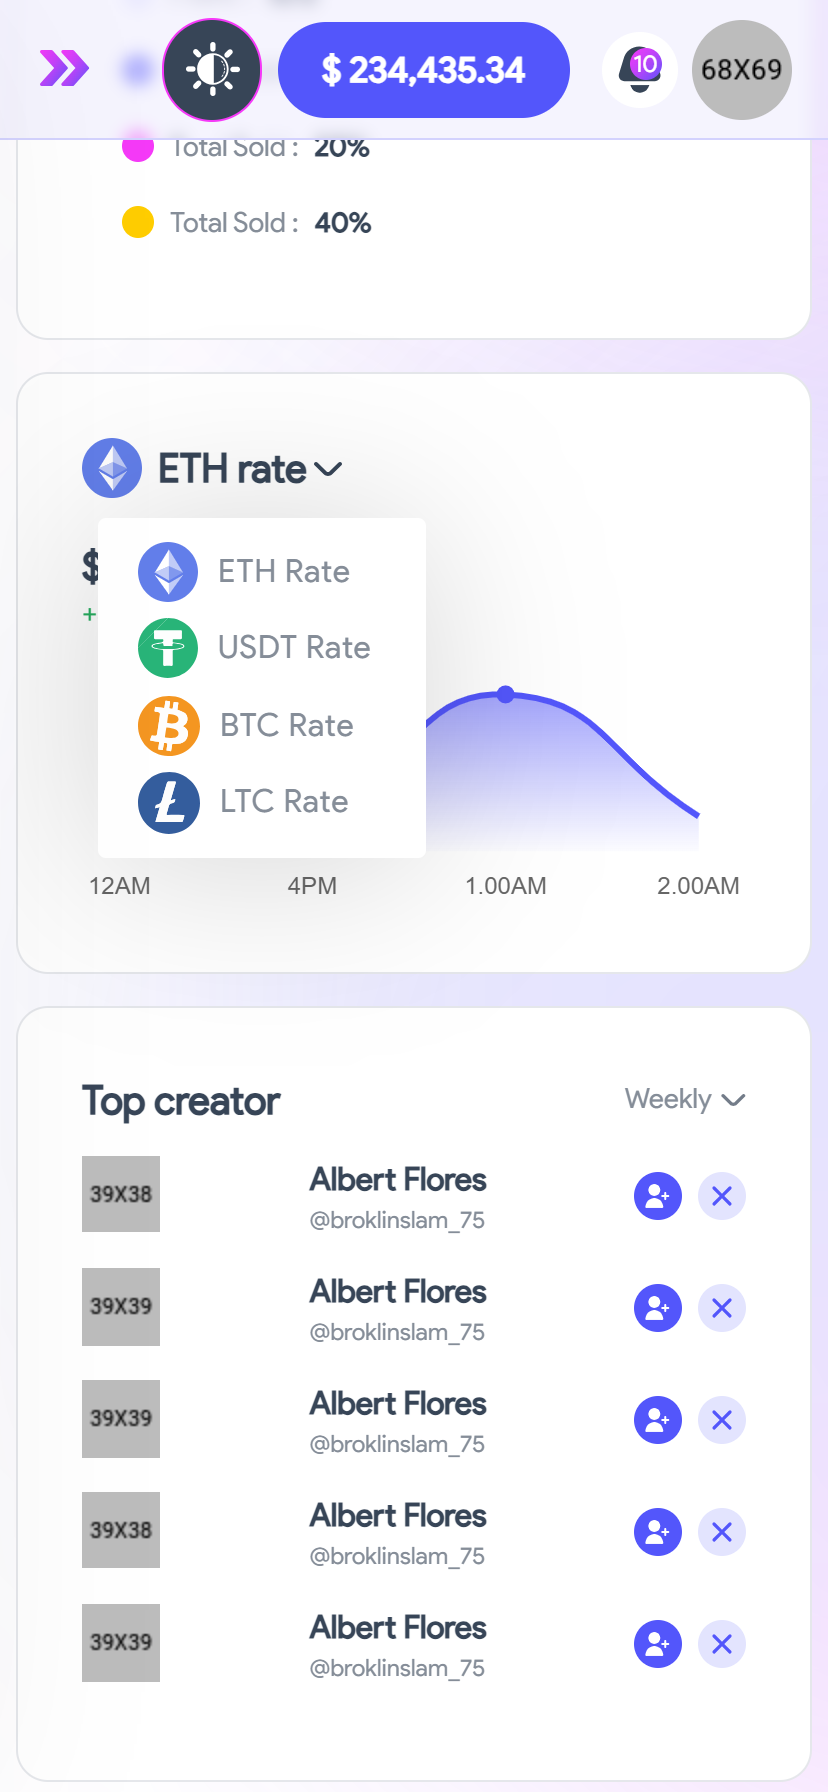 $ 234,435.34
10
68X69
Total Sold : 20%
Total Sold : 40%
ETH rate
$
+
ETH Rate
USDT Rate
BTC Rate
LTC Rate
12AM 4PM 1.00AM 2.00AM
Top creator Weekly
39X38 Albert Flores
@broklinslam_75
39X39 Albert Flores
@broklinslam_75
39X39 Albert Flores
@broklinslam_75
39X38 Albert Flores
@broklinslam_75
39X39 Albert Flores
@broklinslam_75